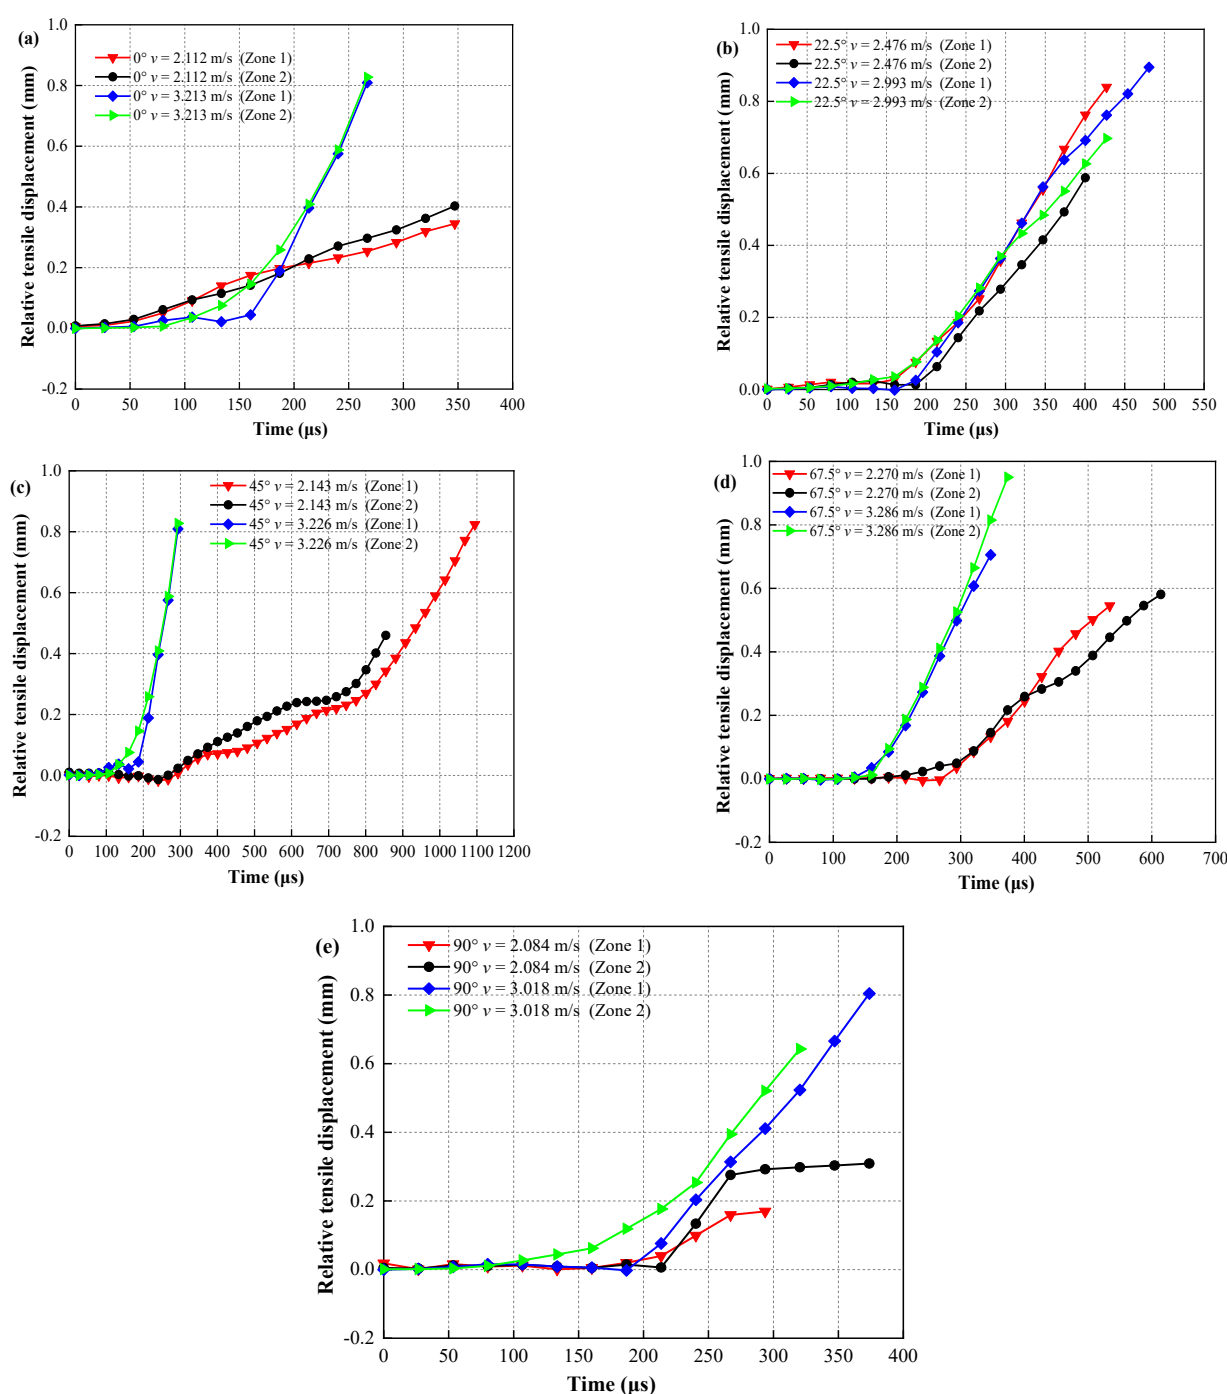 (a)
0° v = 2.112 m/s (Zone 1)
0° v = 2.112 m/s (Zone 2)
0° v = 3.213 m/s (Zone 1)
0° v = 3.213 m/s (Zone 2)
Relative tensile displacement (mm)
1.0
0.8
0.6
0.4
0.2
0.0
-0.2
0 50 100 150 200 250 300 350 400
Time (μs)
(b)
22.5° v = 2.476 m/s (Zone 1)
22.5° v = 2.476 m/s (Zone 2)
22.5° v = 2.993 m/s (Zone 1)
22.5° v = 2.993 m/s (Zone 2)
Relative tensile displacement (mm)
1.0
0.8
0.6
0.4
0.2
0.0
0 50 100 150 200 250 300 350 400 450 500 550
Time (μs)
(c)
45° v = 2.143 m/s (Zone 1)
45° v = 2.143 m/s (Zone 2)
45° v = 3.226 m/s (Zone 1)
45° v = 3.226 m/s (Zone 2)
Relative tensile displacement (mm)
1.0
0.8
0.6
0.4
0.2
0.0
-0.2
0 100 200 300 400 500 600 700 800 900 1000 1100 1200
Time (μs)
(d)
67.5° v = 2.270 m/s (Zone 1)
67.5° v = 2.270 m/s (Zone 2)
67.5° v = 3.286 m/s (Zone 1)
67.5° v = 3.286 m/s (Zone 2)
Relative tensile displacement (mm)
1.0
0.8
0.6
0.4
0.2
0.0
-0.2
0 100 200 300 400 500 600 700
Time (μs)
(e)
90° v = 2.084 m/s (Zone 1)
90° v = 2.084 m/s (Zone 2)
90° v = 3.018 m/s (Zone 1)
90° v = 3.018 m/s (Zone 2)
Relative tensile displacement (mm)
1.0
0.8
0.6
0.4
0.2
0.0
-0.2
0 50 100 150 200 250 300 350 400
Time (μs)